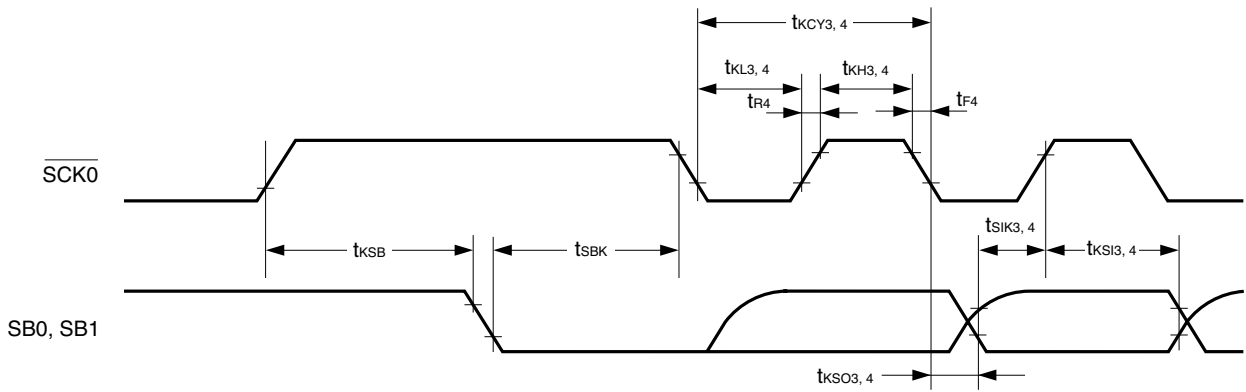 tKCY3, 4
tKL3, 4
tKH3, 4
tR4
tF4
SCK0
tKSB
tSBK
tSIK3, 4
tKSI3, 4
SB0, SB1
tKSO3, 4